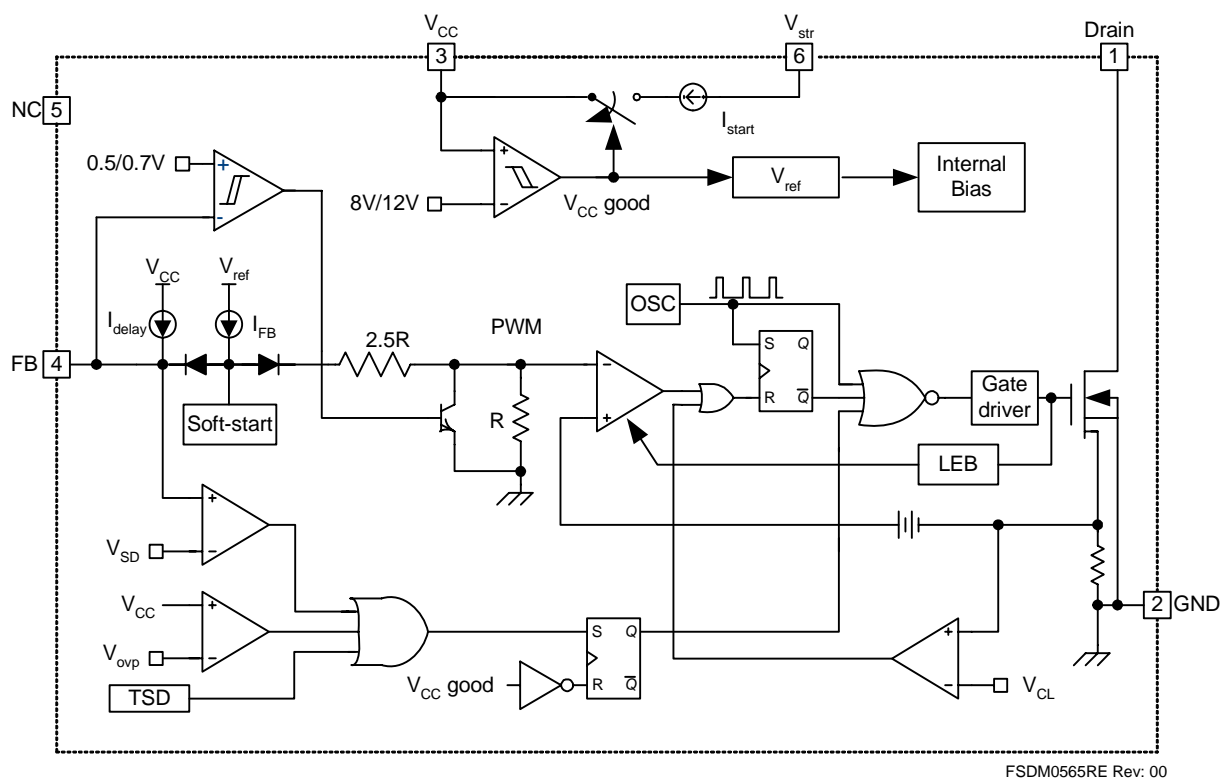 VCC
Vstr
Drain
3
6
1
NC
5
Istart
0.5/0.7V
+
-
+
-
8V/12V
VCC good
Vref
Internal
Bias
VCC
Vref
Idelay
IFB
OSC
PWM
2.5R
FB
4
S
Q
R
Q
Gate
driver
Soft-start
R
-
+
LEB
+
-
VSD
VCC
+
Vovp
-
TSD
S
Q
R
Q
VCC good
+
-
VCL
2
GND
FSDM0565RE Rev: 00